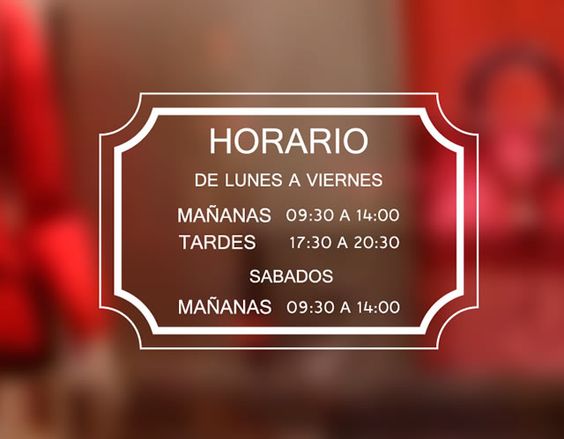 HORARIO
DE LUNES A VIERNES
MAÑANAS 09:30 A 14:00
TARDES 17:30 A 20:30
SABADOS
MAÑANAS 09:30 A 14:00